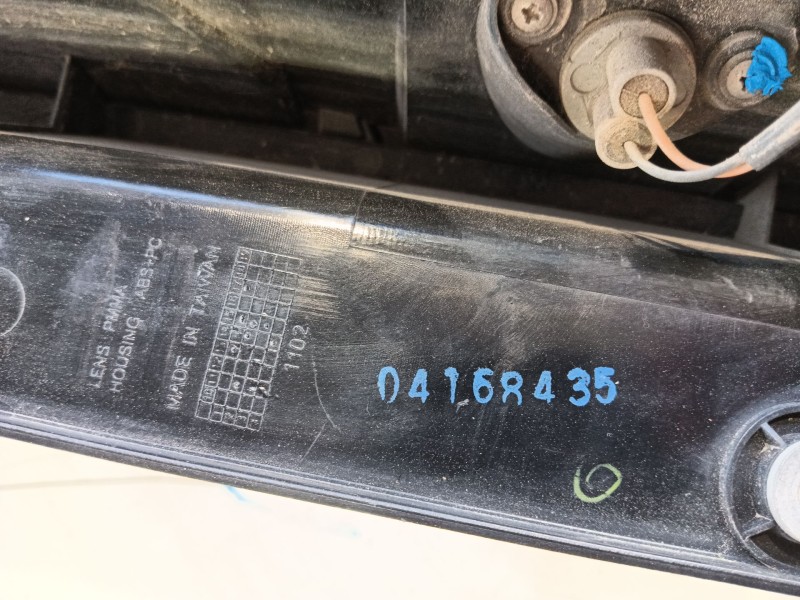 LENS PMMA
HOUSING ABS+PC
MADE IN TAIWAN
1102
04168435